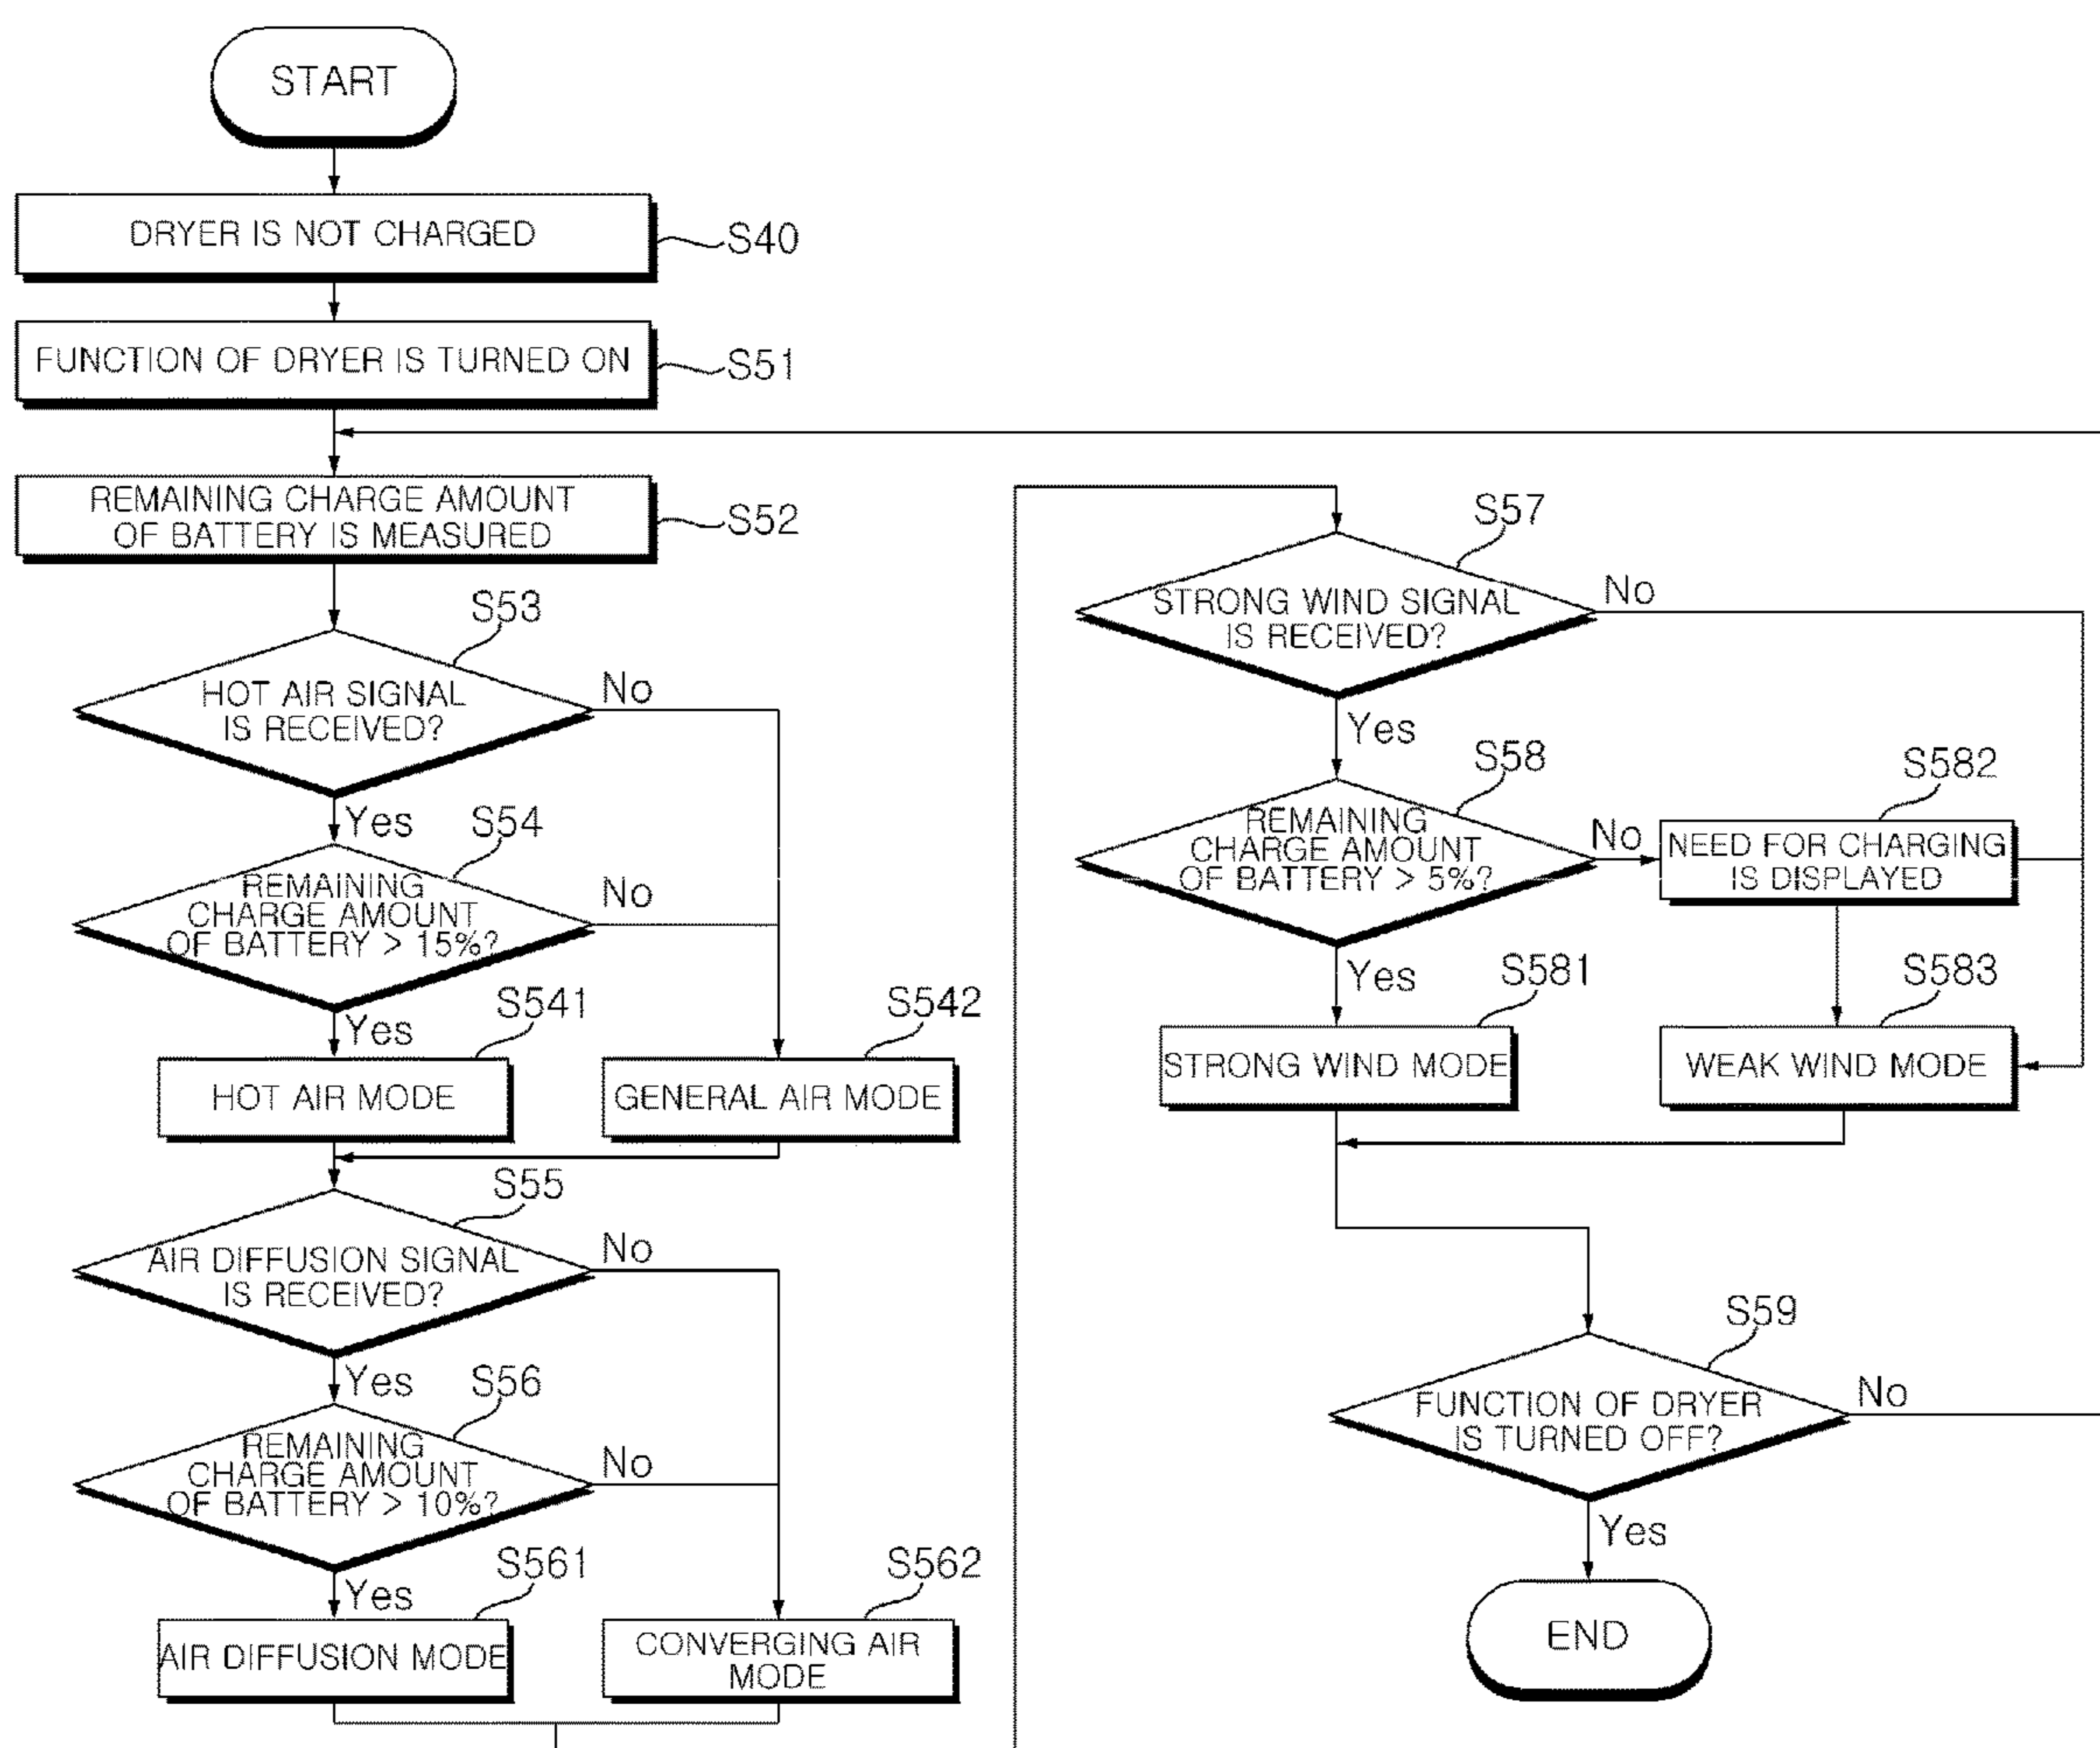 START
DRYER IS NOT CHARGED
S40
FUNCTION OF DRYER IS TURNED ON
S51
REMAINING CHARGE AMOUNT
OF BATTERY IS MEASURED
S52
S53
HOT AIR SIGNAL
IS RECEIVED?
No
Yes
S54
REMAINING
CHARGE AMOUNT
OF BATTERY > 15%?
No
Yes
S541
HOT AIR MODE
S542
GENERAL AIR MODE
S55
AIR DIFFUSION SIGNAL
IS RECEIVED?
No
Yes
S56
REMAINING
CHARGE AMOUNT
OF BATTERY > 10%?
No
Yes
S561
AIR DIFFUSION MODE
S562
CONVERGING AIR
MODE
S57
STRONG WIND SIGNAL
IS RECEIVED?
No
Yes
S58
REMAINING
CHARGE AMOUNT
OF BATTERY > 5%?
No
S582
NEED FOR CHARGING
IS DISPLAYED
Yes
S581
STRONG WIND MODE
S583
WEAK WIND MODE
S59
FUNCTION OF DRYER
IS TURNED OFF?
No
Yes
END